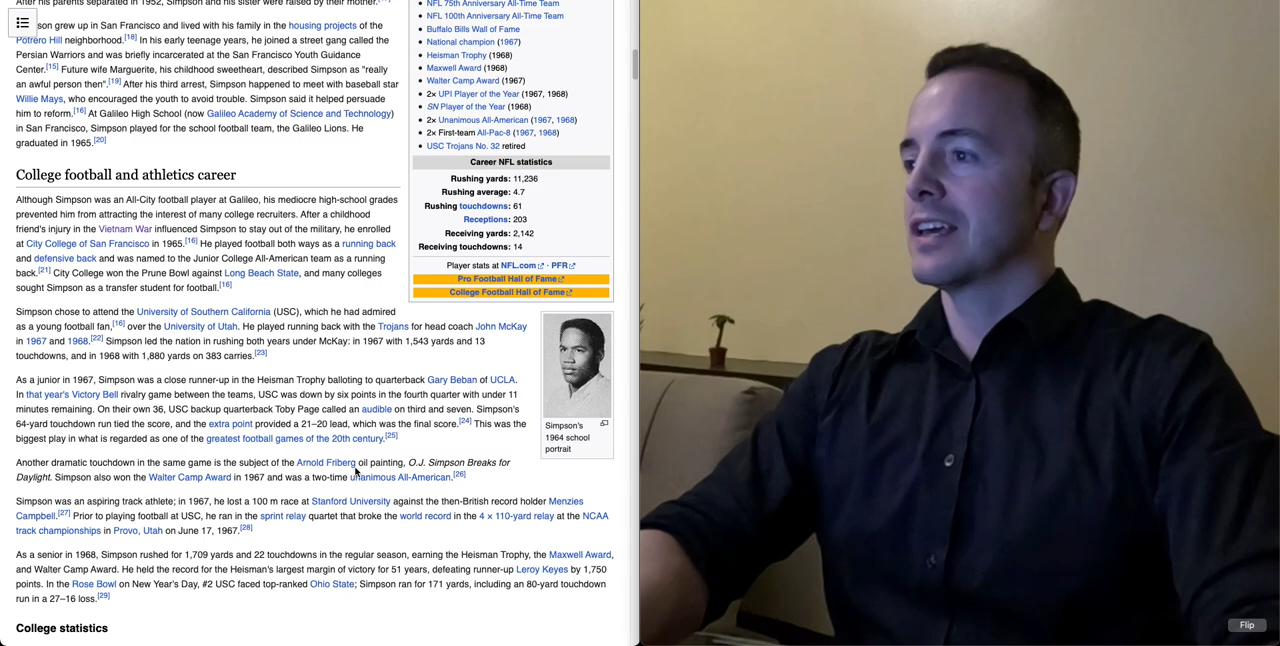 After his parents separated in 1952, Simpson and his sister were raised by their mother.
son grew up in San Francisco and lived with his family in the housing projects of the
Potrero Hill neighborhood.[18] In his early teenage years, he joined a street gang called the
Persian Warriors and was briefly incarcerated at the San Francisco Youth Guidance
Center.[15] Future wife Marguerite, his childhood sweetheart, described Simpson as "really
an awful person then".[19] After his third arrest, Simpson happened to meet with baseball star
Willie Mays, who encouraged the youth to avoid trouble. Simpson said it helped persuade
him to reform.[16] At Galileo High School (now Galileo Academy of Science and Technology)
in San Francisco, Simpson played for the school football team, the Galileo Lions. He
graduated in 1965.[20]
College football and athletics career
Although Simpson was an All-City football player at Galileo, his mediocre high-school grades
prevented him from attracting the interest of many college recruiters. After a childhood
friend's injury in the Vietnam War influenced Simpson to stay out of the military, he enrolled
at City College of San Francisco in 1965.[16] He played football both ways as a running back
and defensive back and was named to the Junior College All-American team as a running
back.[21] City College won the Prune Bowl against Long Beach State, and many colleges
sought Simpson as a transfer student for football.[16]
Simpson chose to attend the University of Southern California (USC), which he had admired
as a young football fan,[16] over the University of Utah. He played running back with the Trojans for head coach John McKay
in 1967 and 1968.[22] Simpson led the nation in rushing both years under McKay: in 1967 with 1,543 yards and 13
touchdowns, and in 1968 with 1,880 yards on 383 carries.[23]
As a junior in 1967, Simpson was a close runner-up in the Heisman Trophy balloting to quarterback Gary Beban of UCLA.
In that year's Victory Bell rivalry game between the teams, USC was down by six points in the fourth quarter with under 11
minutes remaining. On their own 36, USC backup quarterback Toby Page called an audible on third and seven. Simpson's
64-yard touchdown run tied the score, and the extra point provided a 21–20 lead, which was the final score.[24] This was the
biggest play in what is regarded as one of the greatest football games of the 20th century.[25]
Another dramatic touchdown in the same game is the subject of the Arnold Friberg oil painting, O.J. Simpson Breaks for
Daylight. Simpson also won the Walter Camp Award in 1967 and was a two-time unanimous All-American.[26]
Simpson was an aspiring track athlete; in 1967, he lost a 100 m race at Stanford University against the then-British record holder Menzies
Campbell.[27] Prior to playing football at USC, he ran in the sprint relay quartet that broke the world record in the 4 × 110-yard relay at the NCAA
track championships in Provo, Utah on June 17, 1967.[28]
As a senior in 1968, Simpson rushed for 1,709 yards and 22 touchdowns in the regular season, earning the Heisman Trophy, the Maxwell Award,
and Walter Camp Award. He held the record for the Heisman's largest margin of victory for 51 years, defeating runner-up Leroy Keyes by 1,750
points. In the Rose Bowl on New Year's Day, #2 USC faced top-ranked Ohio State; Simpson ran for 171 yards, including an 80-yard touchdown
run in a 27–16 loss.[29]
College statistics
NFL 75th Anniversary All-Time Team
NFL 100th Anniversary All-Time Team
Buffalo Bills Wall of Fame
National champion (1967)
Heisman Trophy (1968)
Maxwell Award (1968)
Walter Camp Award (1967)
2× UPI Player of the Year (1967, 1968)
SN Player of the Year (1968)
2× Unanimous All-American (1967, 1968)
2× First-team All-Pac-8 (1967, 1968)
USC Trojans No. 32 retired
Career NFL statistics
Rushing yards: 11,236
Rushing average: 4.7
Rushing touchdowns: 61
Receptions: 203
Receiving yards: 2,142
Receiving touchdowns: 14
Player stats at NFL.com · PFR
Pro Football Hall of Fame
College Football Hall of Fame
Simpson's
1964 school
portrait
Flip